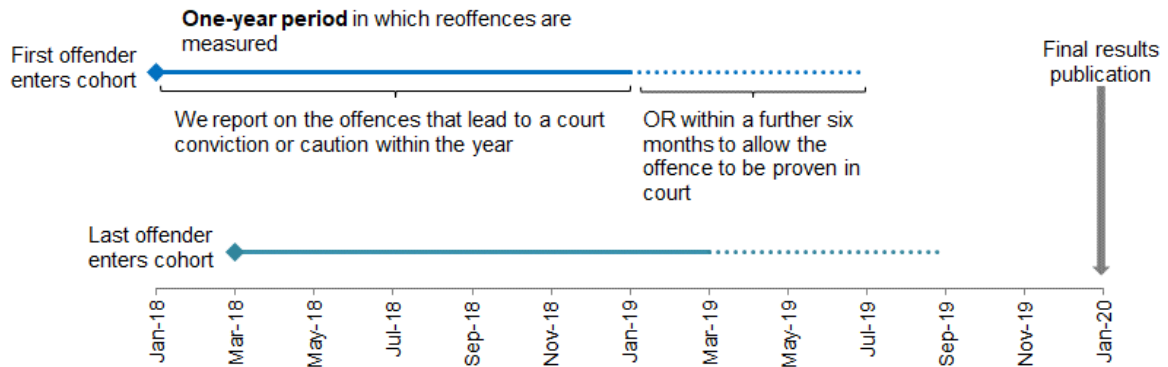 One-year period in which reoffences are
measured
First offender
enters cohort
Final results
publication
We report on the offences that lead to a court
conviction or caution within the year
OR within a further six
months to allow the
offence to be proven in
court
Last offender
enters cohort
Jan-18
Mar-18
May-18
Jul-18
Sep-18
Nov-18
Jan-19
Mar-19
May-19
Jul-19
Sep-19
Nov-19
Jan-20